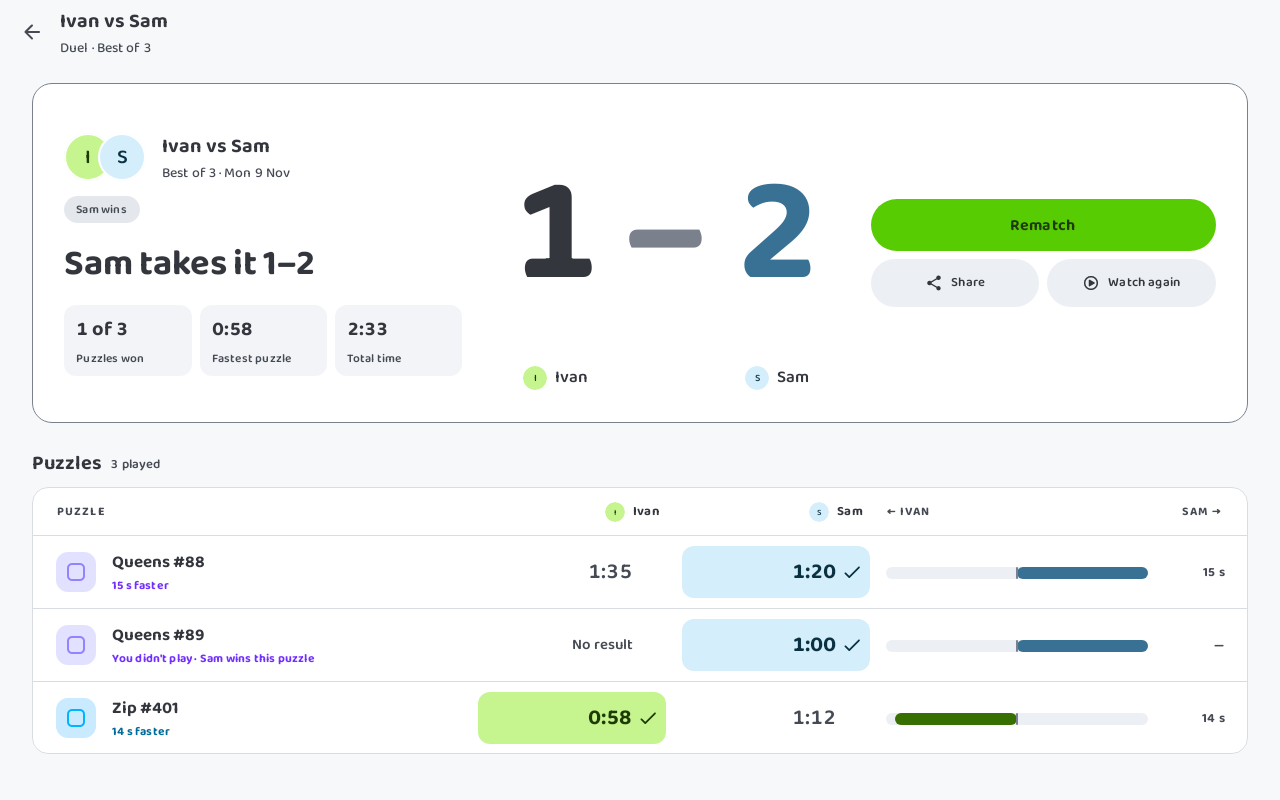 Ivan vs Sam
Duel · Best of 3
I
S
Ivan vs Sam
Best of 3 · Mon 9 Nov
Sam wins
Sam takes it 1–2
1 of 3
Puzzles won
0:58
Fastest puzzle
2:33
Total time
1 – 2
I Ivan
S Sam
Rematch
Share
Watch again
Puzzles 3 played
PUZZLE
I Ivan
S Sam
← IVAN
SAM →
Queens #88
15 s faster
1:35
1:20
15 s
Queens #89
You didn't play · Sam wins this puzzle
No result
1:00
–
Zip #401
14 s faster
0:58
1:12
14 s